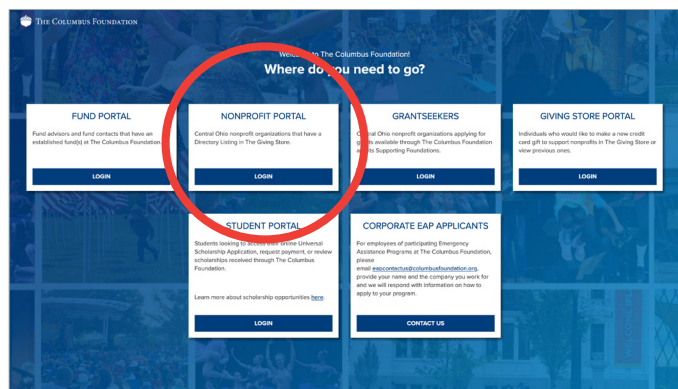 THE COLUMBUS FOUNDATION
Welcome to The Columbus Foundation!
Where do you need to go?
FUND PORTAL
Fund advisors and fund contacts that have an
established fund(s) at The Columbus Foundation.
LOGIN
NONPROFIT PORTAL
Central Ohio nonprofit organizations that have a
Directory Listing in The Giving Store.
LOGIN
GRANTSEEKERS
Central Ohio nonprofit organizations applying for
grants available through The Columbus Foundation
and its Supporting Foundations.
LOGIN
GIVING STORE PORTAL
Individuals who would like to make a new credit
card gift to support nonprofits in The Giving Store or
view previous ones.
LOGIN
STUDENT PORTAL
Students looking to access their online Universal
Scholarship Application, request payment, or review
scholarships received through The Columbus
Foundation.
Learn more about scholarship opportunities here.
LOGIN
CORPORATE EAP APPLICANTS
For employees of participating Emergency
Assistance Programs at The Columbus Foundation,
please
email eapcontactus@columbusfoundation.org,
provide your name and the company you work for
and we will respond with information on how to
apply to your program.
CONTACT US